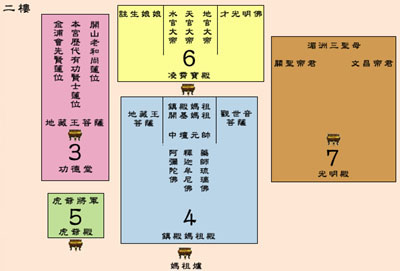 二樓
開山老和尚蓮位
本宮歷代有功賢士蓮位
金浦會先賢蓮位
地藏王菩薩
3
功德堂
虎爺將軍
5
虎爺殿
註生娘娘
水官大帝
天官大帝
地官大帝
才光明佛
6
凌霄寶殿
地藏王
菩薩
鎮殿媽祖
開基媽祖
觀世音
菩薩
中壇元帥
藥師琉璃佛
釋迦牟尼佛
阿彌陀佛
4
鎮殿媽祖殿
媽祖爐
湄洲三聖母
關聖帝君
文昌帝君
7
光明殿